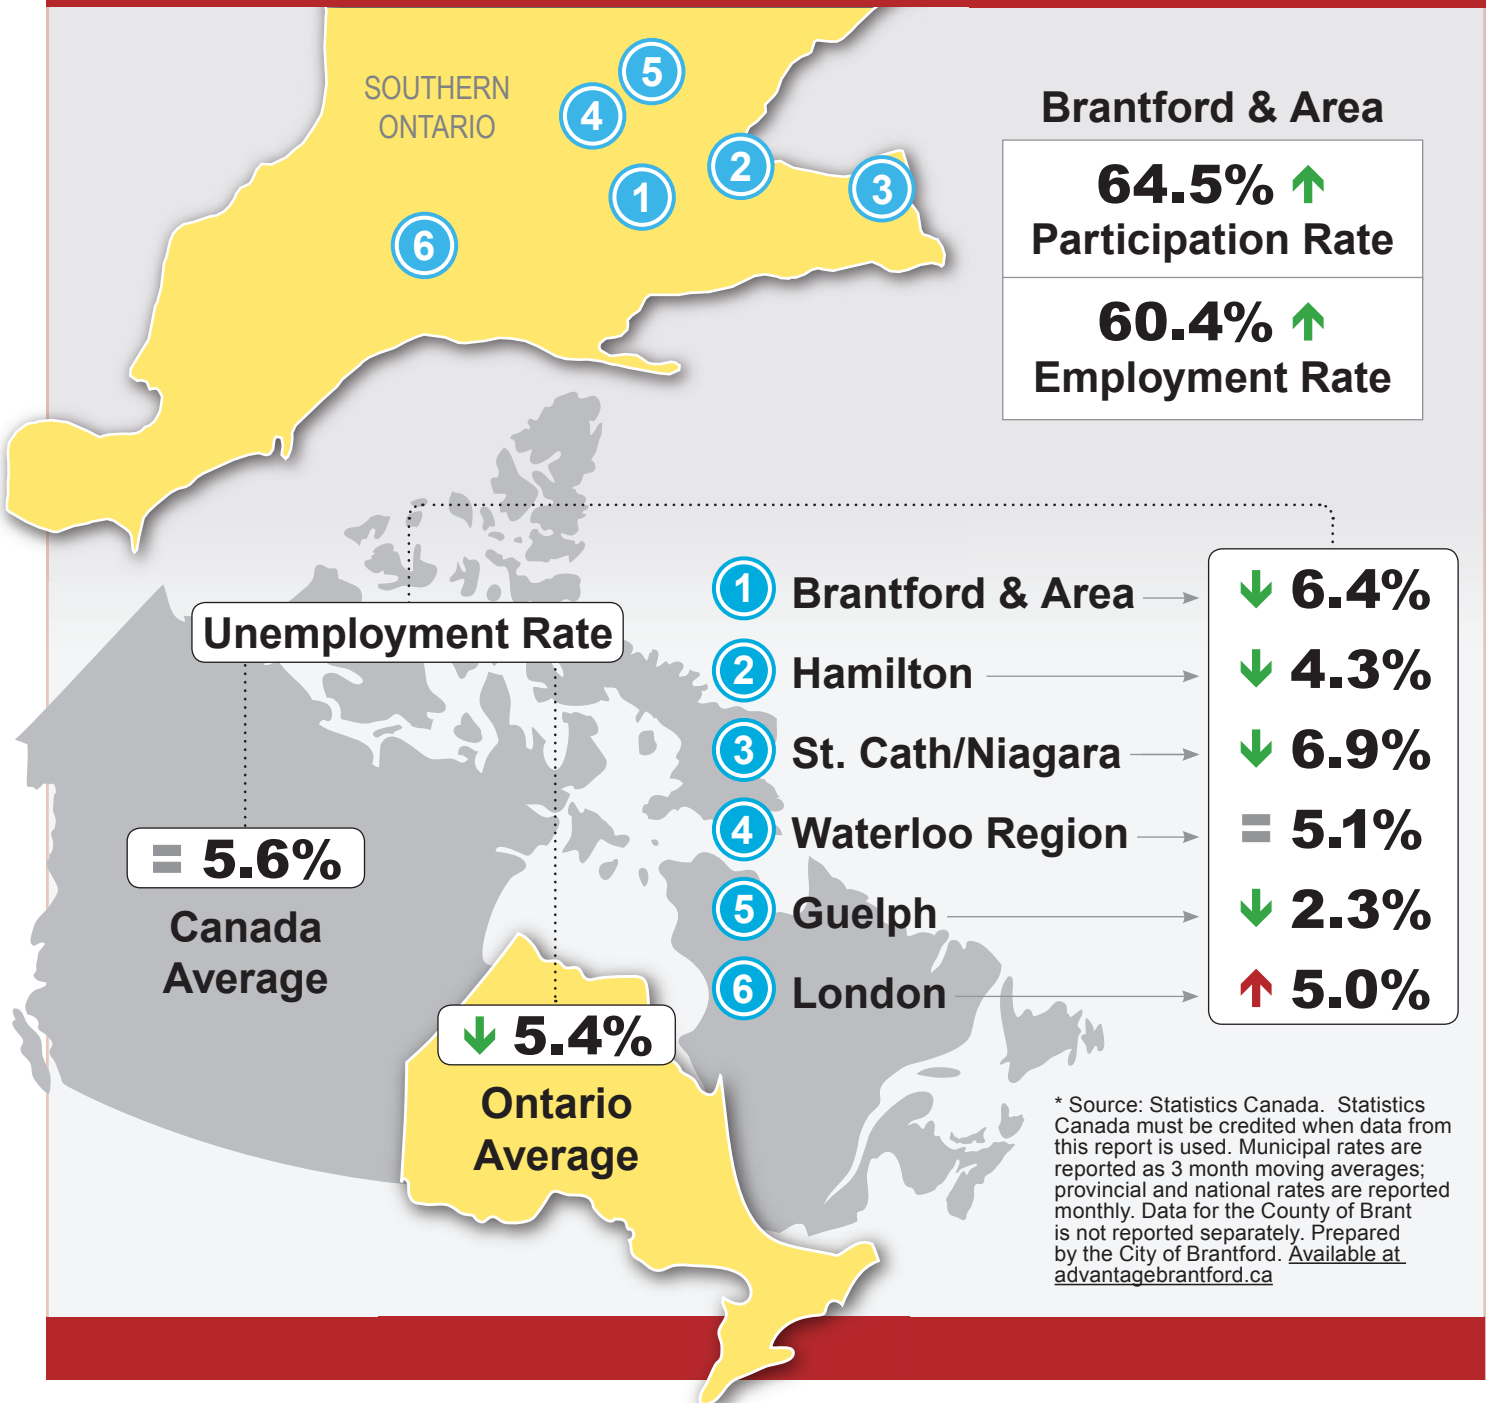 SOUTHERN
ONTARIO
5
4
2
1
3
6
Brantford & Area
64.5%
Participation Rate
60.4%
Employment Rate
Unemployment Rate
1 Brantford & Area 6.4%
2 Hamilton 4.3%
3 St. Cath/Niagara 6.9%
4 Waterloo Region = 5.1%
5 Guelph 2.3%
6 London 5.0%
= 5.6%
Canada
Average
5.4%
Ontario
Average
* Source: Statistics Canada. Statistics
Canada must be credited when data from
this report is used. Municipal rates are
reported as 3 month moving averages;
provincial and national rates are reported
monthly. Data for the County of Brant
is not reported separately. Prepared
by the City of Brantford. Available at
advantagebrantford.ca